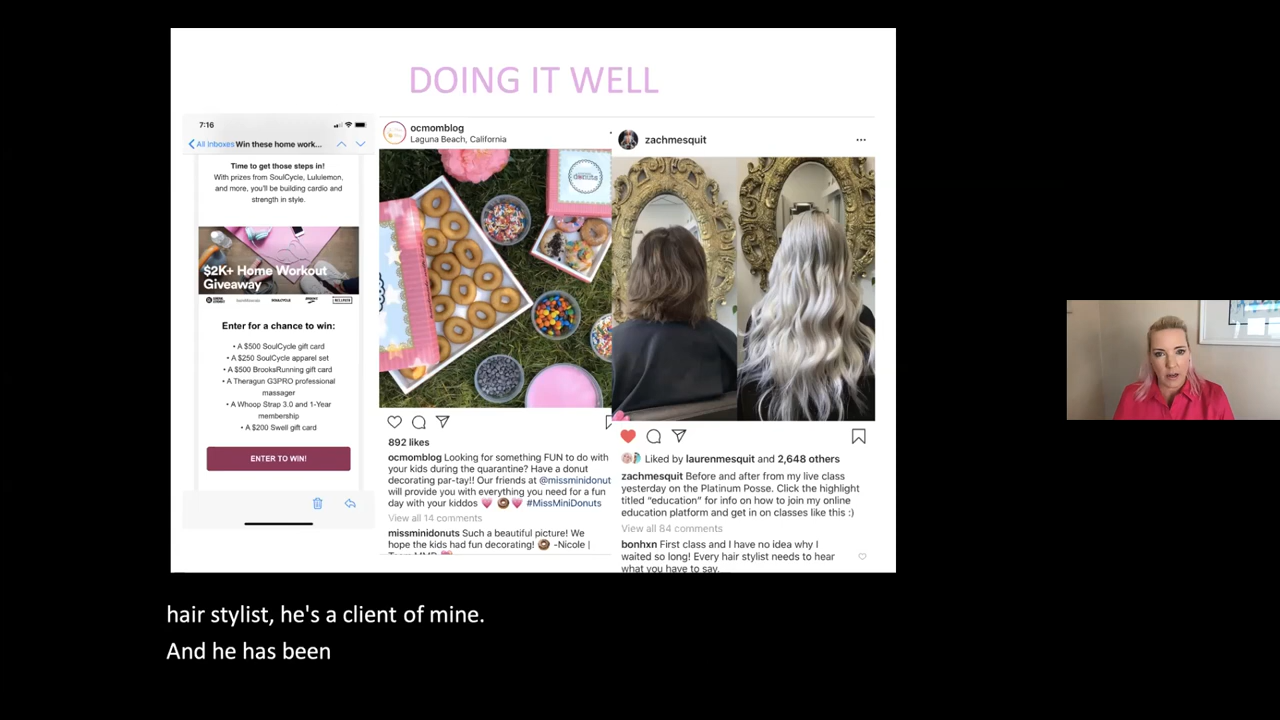 DOING IT WELL
7:16
All Inboxes Win these home work...
Time to get those steps in!
With prizes from SoulCycle, Lululemon,
and more, you'll be building cardio and
strength in style.
$2K+ Home Workout
Giveaway
SOULCYCLE
Enter for a chance to win:
• A $500 SoulCycle gift card
• A $250 SoulCycle apparel set
• A $500 BrooksRunning gift card
• A Theragun G3PRO professional
massager
• A Whoop Strap 3.0 and 1-Year
membership
• A $200 Swell gift card
ENTER TO WIN!
ocmomblog
Laguna Beach, California
Donuts
892 likes
ocmomblog Looking for something FUN to do with
your kids during the quarantine? Have a donut
decorating par-tay!! Our friends at @missminidonut
will provide you with everything you need for a fun
day with your kiddos 💗 🍩 💗 #MissMiniDonuts
View all 14 comments
missminidonuts Such a beautiful picture! We
hope the kids had fun decorating! 🍩 -Nicole |
zachmesquit
Liked by laurenmesquit and 2,648 others
zachmesquit Before and after from my live class
yesterday on the Platinum Posse. Click the highlight
titled “education” for info on how to join my online
education platform and get in on classes like this :)
View all 84 comments
bonhxn First class and I have no idea why I
waited so long! Every hair stylist needs to hear
what you have to say.
hair stylist, he's a client of mine.
And he has been